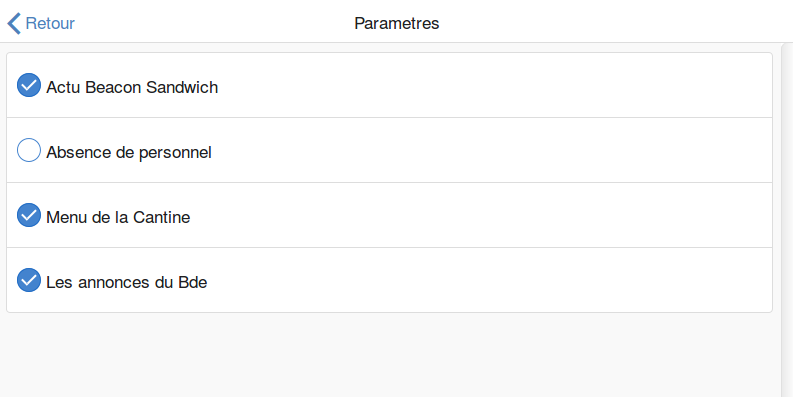 Retour
Parametres
Actu Beacon Sandwich
Absence de personnel
Menu de la Cantine
Les annonces du Bde